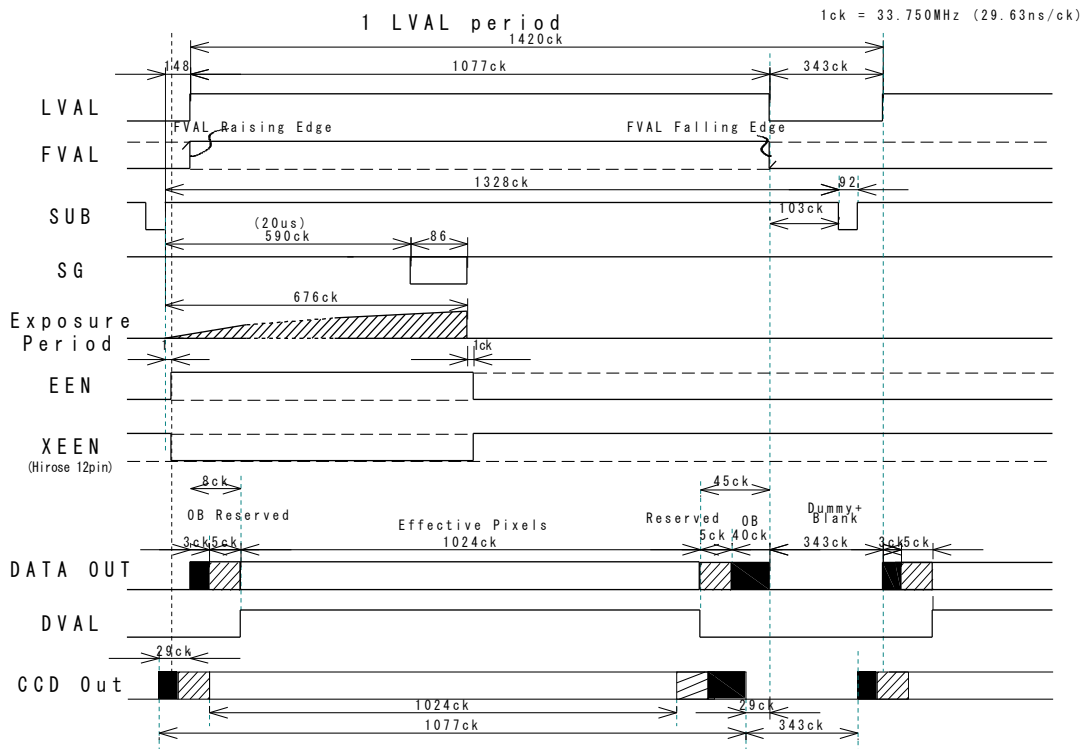 1 LVAL period
1ck = 33.750MHz (29.63ns/ck)
1420ck
148
1077ck
343ck
LVAL
FVAL Raising Edge
FVAL Falling Edge
FVAL
1328ck
92
SUB
103ck
(20us)
590ck
86
SG
676ck
Exposure
Period
1
1ck
EEN
XEEN
(Hirose 12pin)
8ck
45ck
OB Reserved
Effective Pixels
Reserved
OB
Dummy+
Blank
3ck
5ck
1024ck
5ck
40ck
343ck
3ck
5ck
DATA OUT
DVAL
29ck
CCD Out
1024ck
29ck
1077ck
343ck